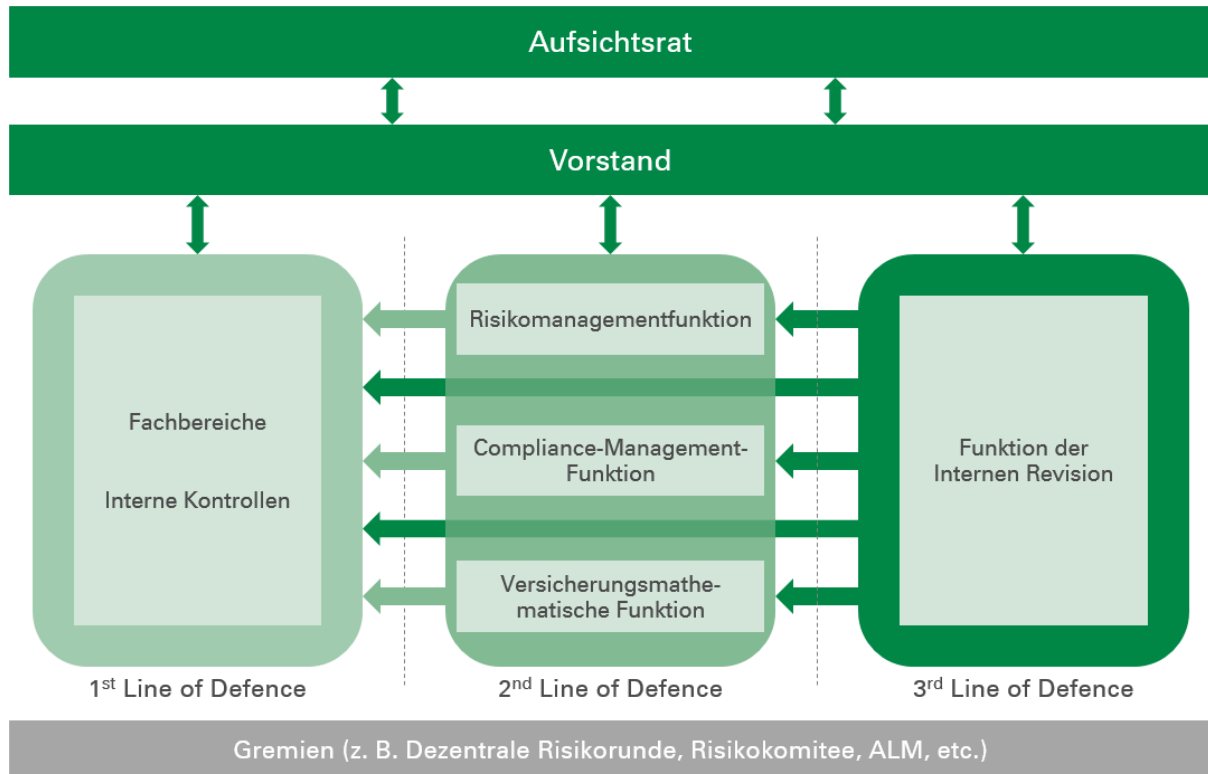 Aufsichtsrat
Vorstand
Risikomanagementfunktion
Fachbereiche
Interne Kontrollen
Compliance-Management-
Funktion
Versicherungsmathe-
matische Funktion
Funktion der
Internen Revision
1st Line of Defence
2nd Line of Defence
3rd Line of Defence
Gremien (z. B. Dezentrale Risikorunde, Risikokomitee, ALM, etc.)